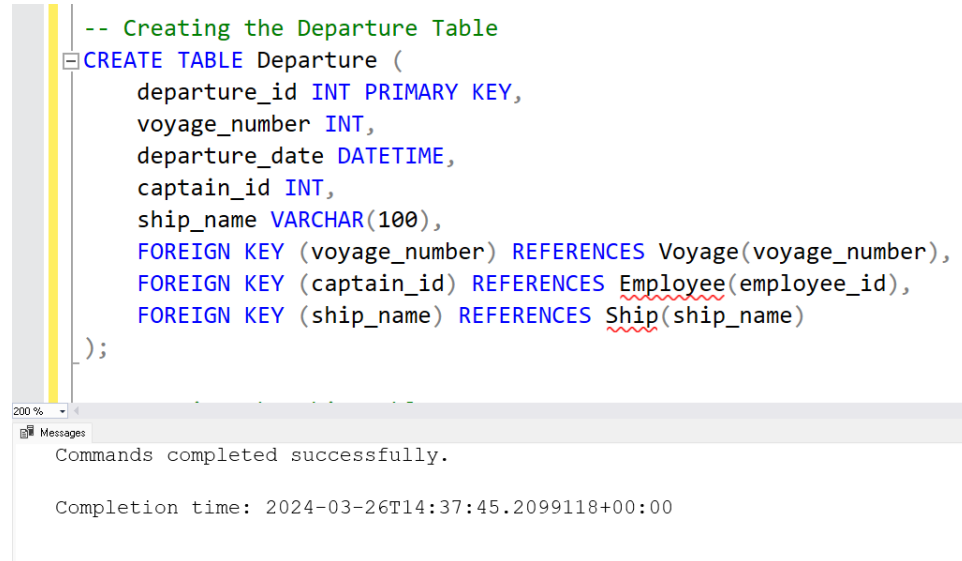 -- Creating the Departure Table
CREATE TABLE Departure (
departure_id INT PRIMARY KEY,
voyage_number INT,
departure_date DATETIME,
captain_id INT,
ship_name VARCHAR(100),
FOREIGN KEY (voyage_number) REFERENCES Voyage(voyage_number),
FOREIGN KEY (captain_id) REFERENCES Employee(employee_id),
FOREIGN KEY (ship_name) REFERENCES Ship(ship_name)
);
200 %
Messages
Commands completed successfully.
Completion time: 2024-03-26T14:37:45.2099118+00:00